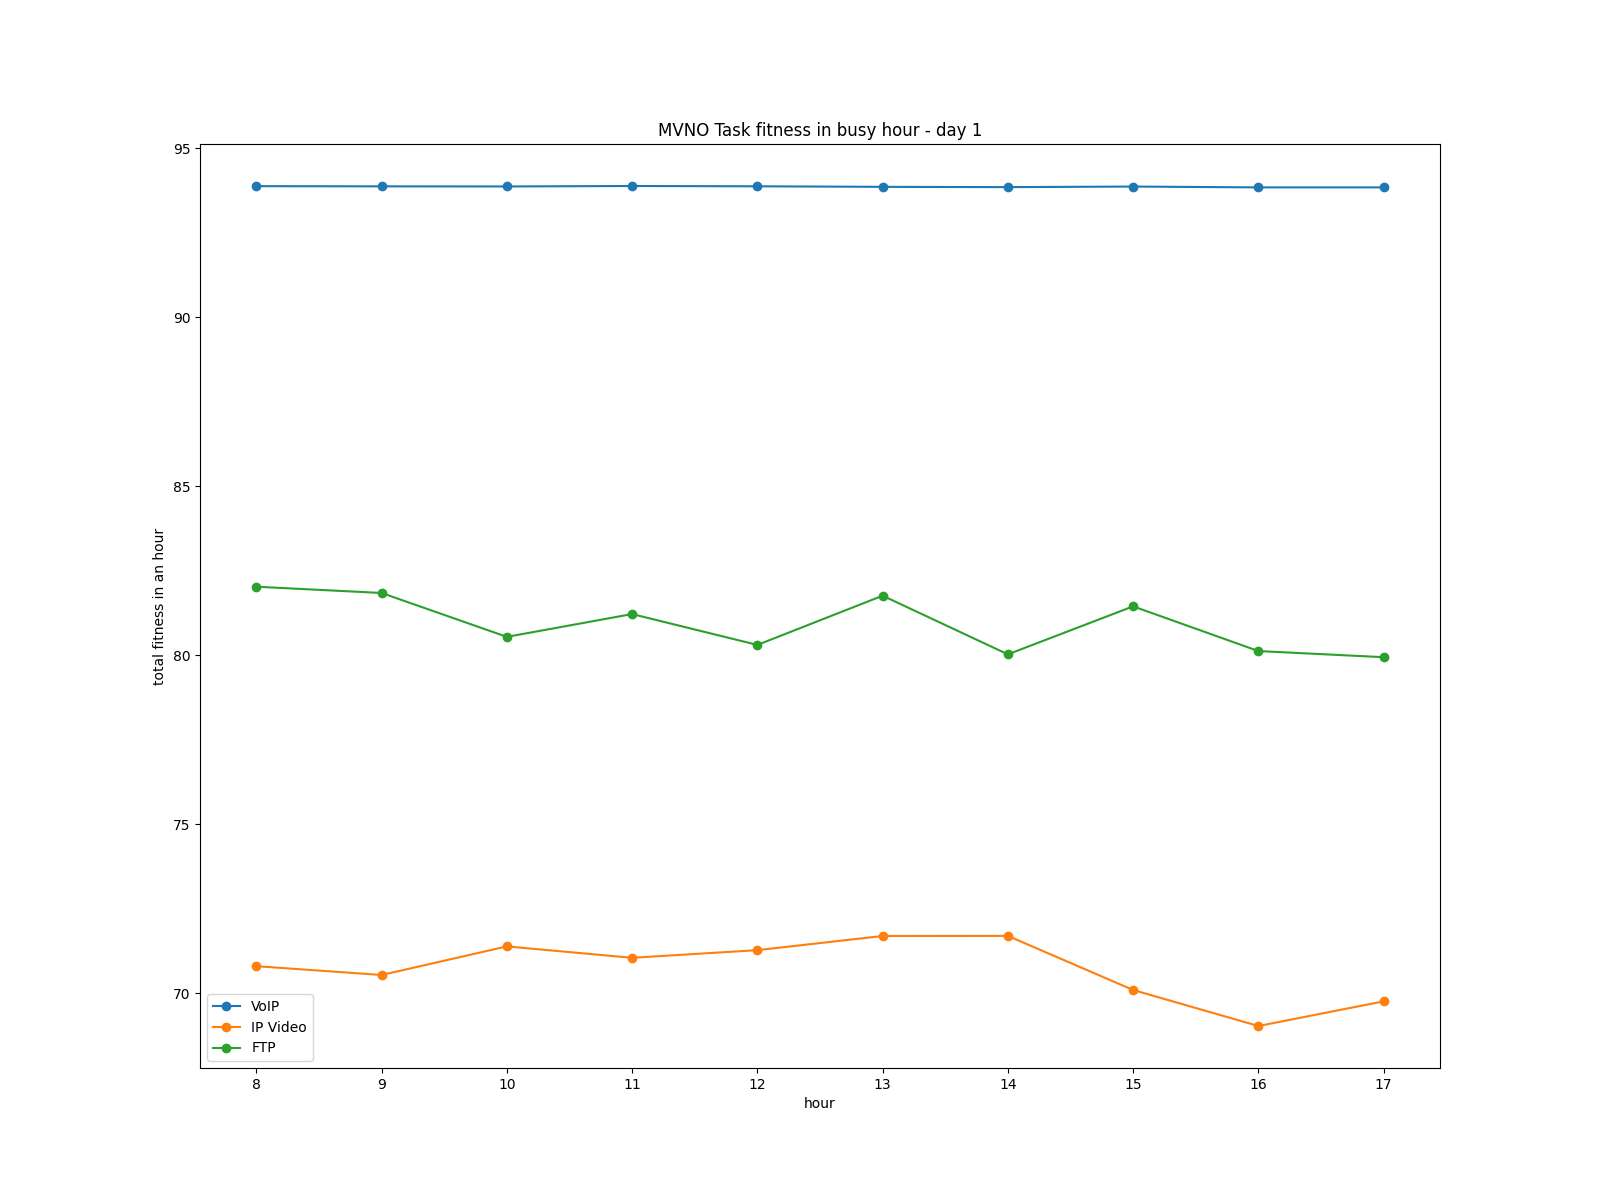 MVNO Task fitness in busy hour - day 1
95
90
85
80
75
70
total fitness in an hour
VoIP
IP Video
FTP
8 9 10 11 12 13 14 15 16 17
hour